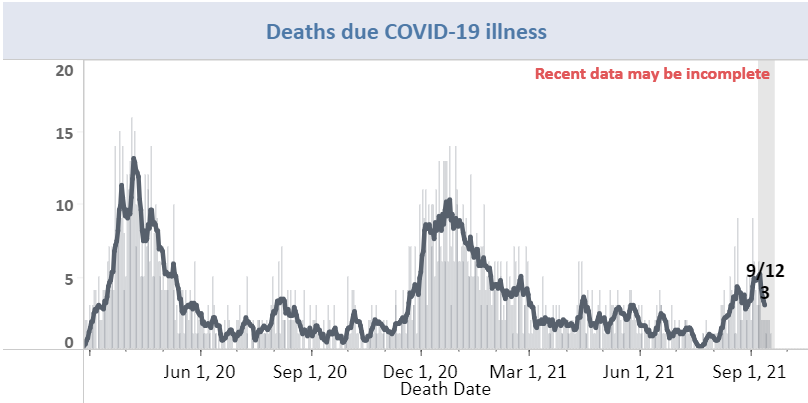 Deaths due COVID-19 illness
Recent data may be incomplete
20
15
10
5
0
9/12
3
Jun 1, 20
Sep 1, 20
Dec 1, 20
Mar 1, 21
Jun 1, 21
Sep 1, 21
Death Date